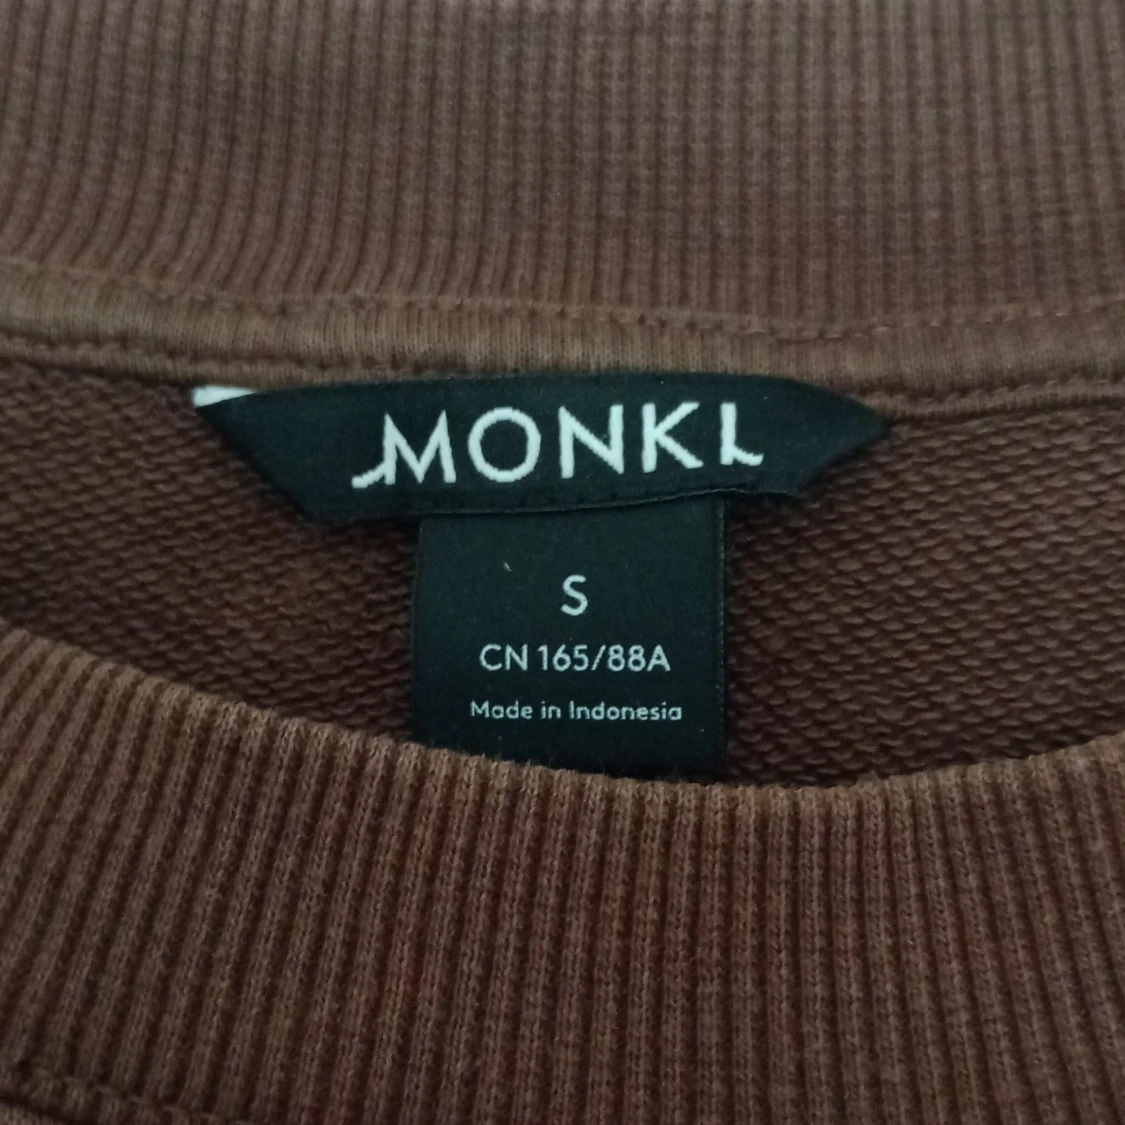 MONKI
S
CN 165/88A
Made in Indonesia